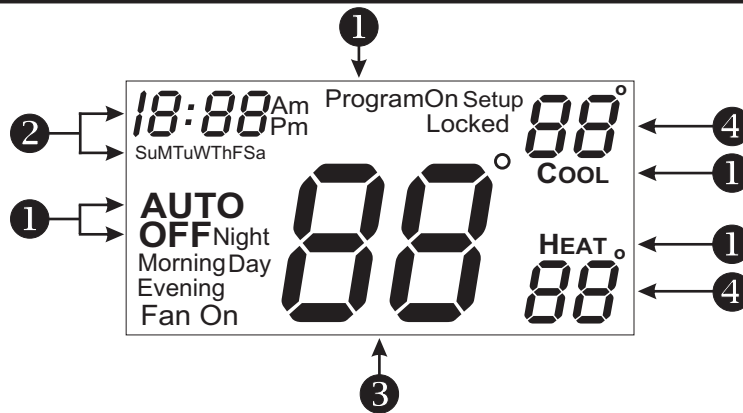 1
18:88 Am
Pm
SuMTuWThFSa
ProgramOn Setup
Locked
88°
COOL
2
4
1
AUTO
OFF Night
Morning Day
Evening
Fan On
88°
1
HEAT
88°
1
4
3